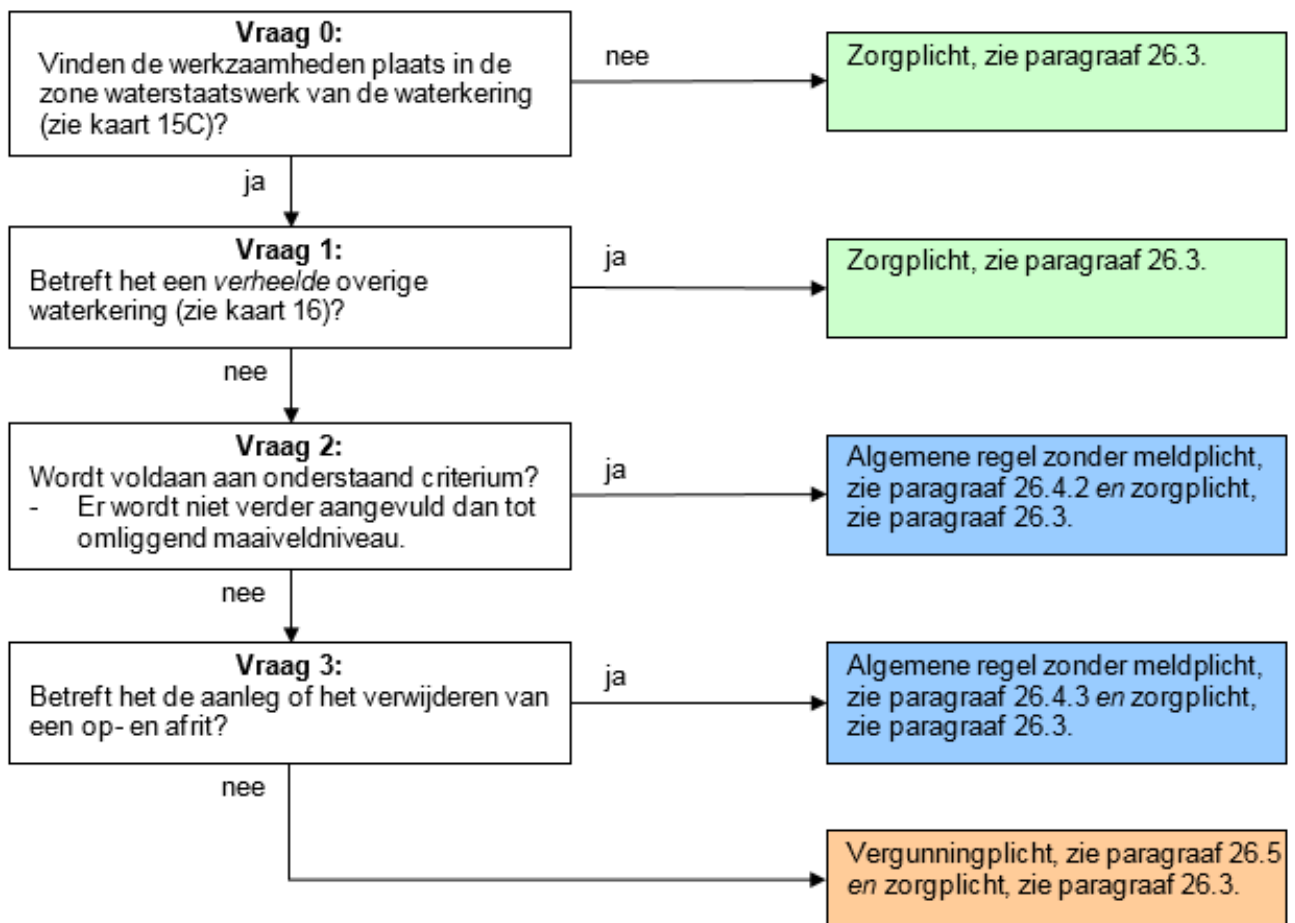 Vraag 0:
Vinden de werkzaamheden plaats in de
zone waterstaatswerk van de waterkering
(zie kaart 15C)?
nee
Zorgplicht, zie paragraaf 26.3.
ja
Vraag 1:
Betreft het een verheelde overige
waterkering (zie kaart 16)?
ja
Zorgplicht, zie paragraaf 26.3.
nee
Vraag 2:
Wordt voldaan aan onderstaand criterium?
- Er wordt niet verder aangevuld dan tot
omliggend maaiveldniveau.
ja
Algemene regel zonder meldplicht,
zie paragraaf 26.4.2 en zorgplicht,
zie paragraaf 26.3.
nee
Vraag 3:
Betreft het de aanleg of het verwijderen van
een op- en afrit?
ja
Algemene regel zonder meldplicht,
zie paragraaf 26.4.3 en zorgplicht,
zie paragraaf 26.3.
nee
Vergunningplicht, zie paragraaf 26.5
en zorgplicht, zie paragraaf 26.3.